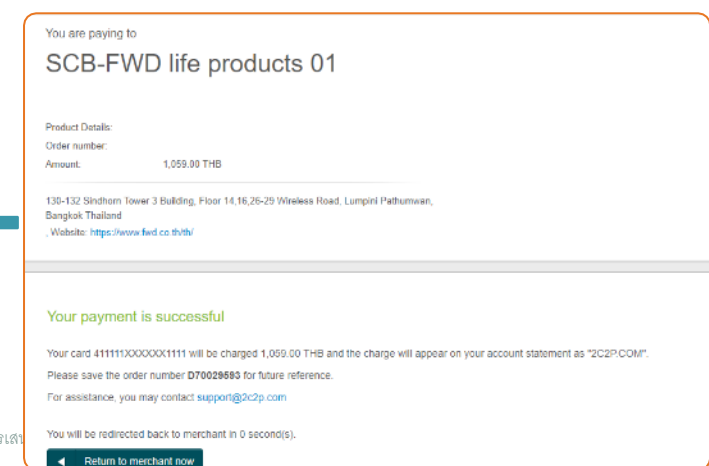 You are paying to
SCB-FWD life products 01
Product Details:
Order number:
Amount: 1,059.00 THB
130-132 Sindhorn Tower 3 Building, Floor 14,16,26-29 Wireless Road, Lumpini Pathumwan,
Bangkok Thailand
, Website: https://www.fwd.co.th/th/
Your payment is successful
Your card 411111XXXXXX1111 will be charged 1,059.00 THB and the charge will appear on your account statement as "2C2P.COM".
Please save the order number D70029593 for future reference.
For assistance, you may contact support@2c2p.com
You will be redirected back to merchant in 0 second(s).
Return to merchant now